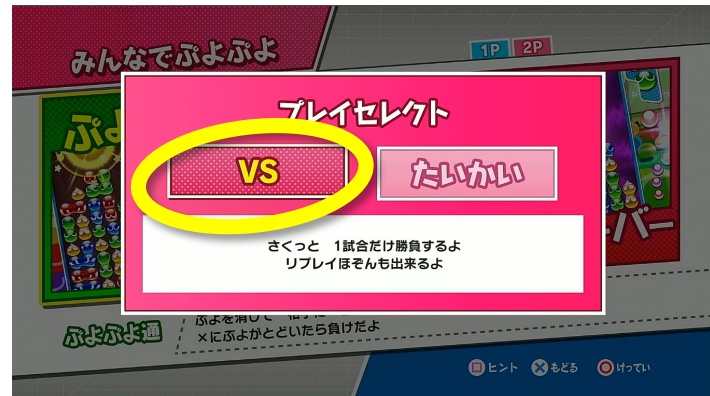 みんなでぷよぷよ
1P 2P
プレイセレクト
VS
たいかい
さくっと 1試合だけ勝負するよ
リプレイほぞんも出来るよ
ぷよ
ーバー
ぷよぷよ通
ぷよを消して 相手に
×にぷよがとどいたら負けだよ
ヒント もどる けってい